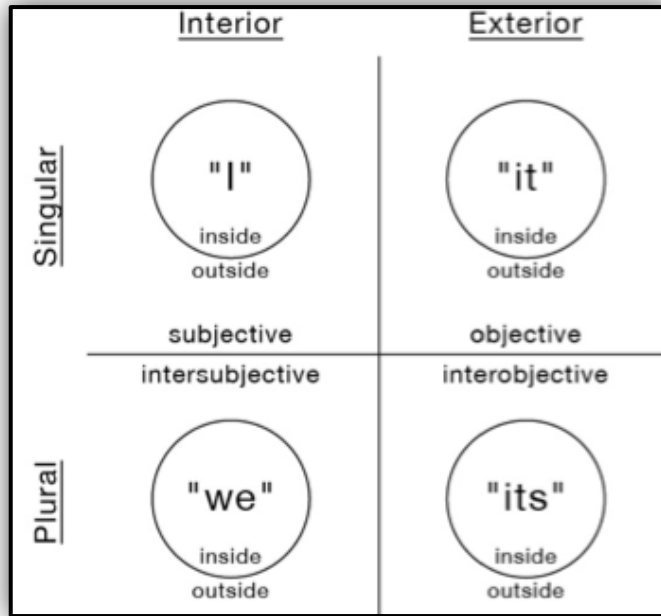 Interior Exterior
Singular
"I" "it"
inside inside
outside outside
subjective objective
intersubjective interobjective
Plural
"we" "its"
inside inside
outside outside